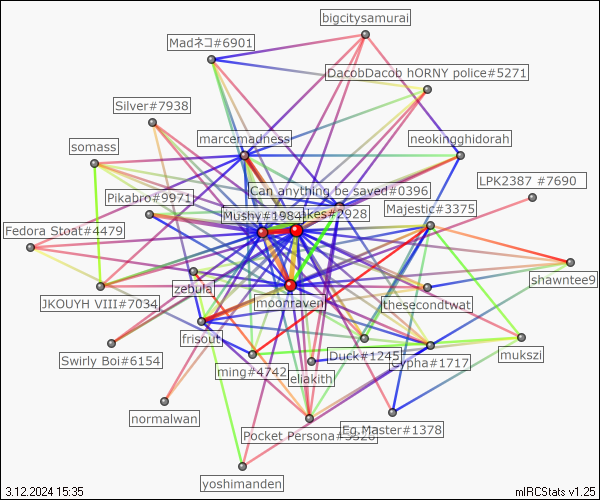 bigcitysamurai
Madネコ#6901
DacobDacob hORNY police#5271
Silver#7938
marcemadness
neokingghidorah
somass
LPK2387 #7690
Can anything be saved#0396
Pikabro#9971
Majestic#3375
Mushy#1984
ikes#2928
Fedora Stoat#4479
shawntee9
zebula
JKOUYH VIII#7034
moonraven
thesecondtwat
frisout
Swirly Boi#6154
Duck#1245
Cypha#1717
mukszi
ming#4742
eliakith
normalwan
Pocket Persona#
Eg.Master#1378
yoshimanden
3.12.2024 15:35
mIRCStats v1.25